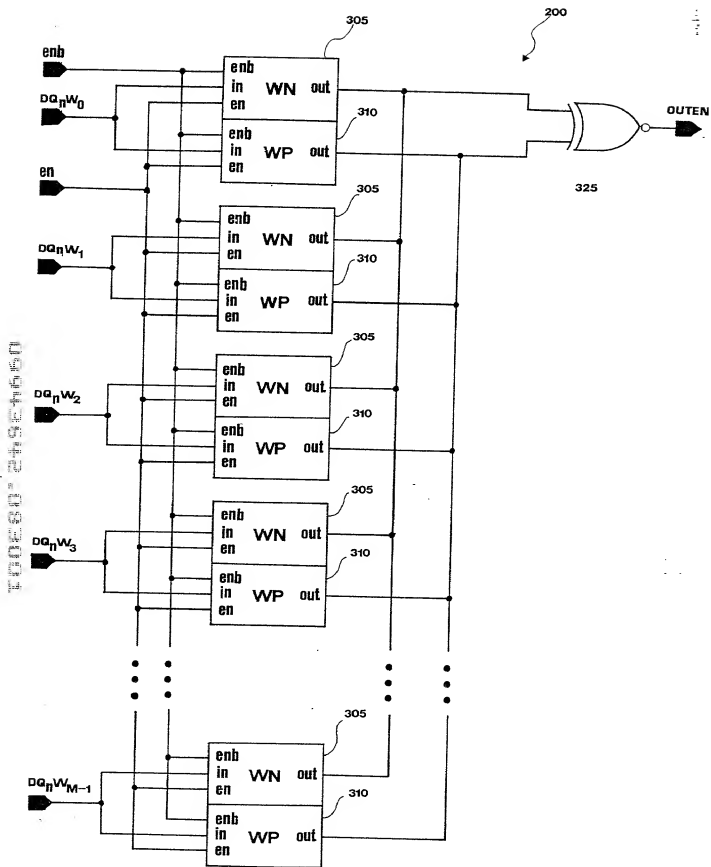 305
200
enb
enb
in WN out
en
DQnW0
310
OUTEN
enb
in WP out
en
325
en
305
enb
in WN out
en
DQnW1
310
enb
in WP out
en
305
enb
in WN out
en
DQnW2
310
enb
in WP out
en
305
enb
in WN out
en
DQnW3
310
enb
in WP out
en
305
enb
in WN out
en
DQnWM-1
310
enb
in WP out
en